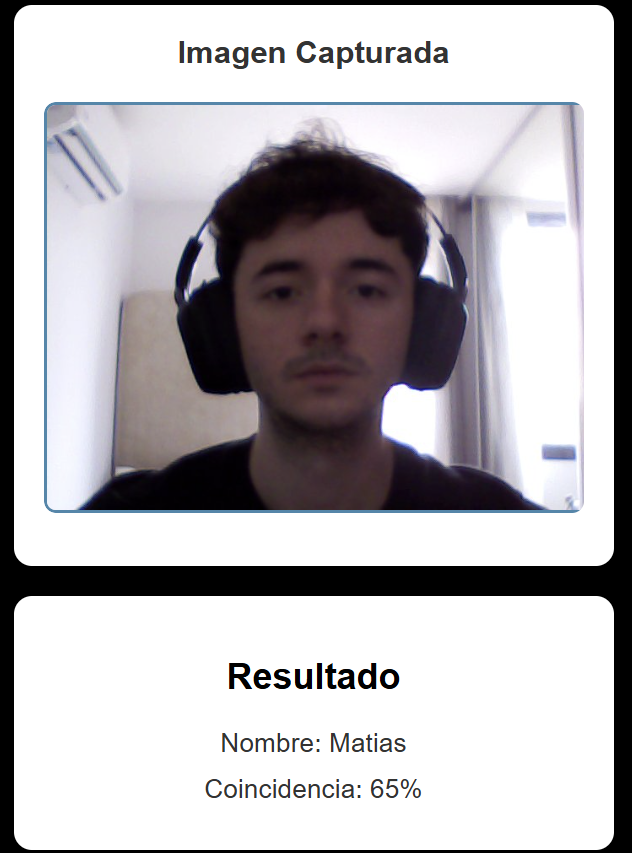 Imagen Capturada
Resultado
Nombre: Matias
Coincidencia: 65%